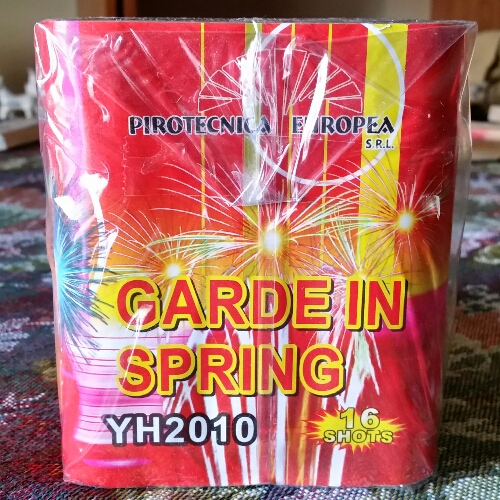 PIROTECNICA EUROPEA
S.R.L.
GARDE IN
SPRING
YH2010
16
SHOTS